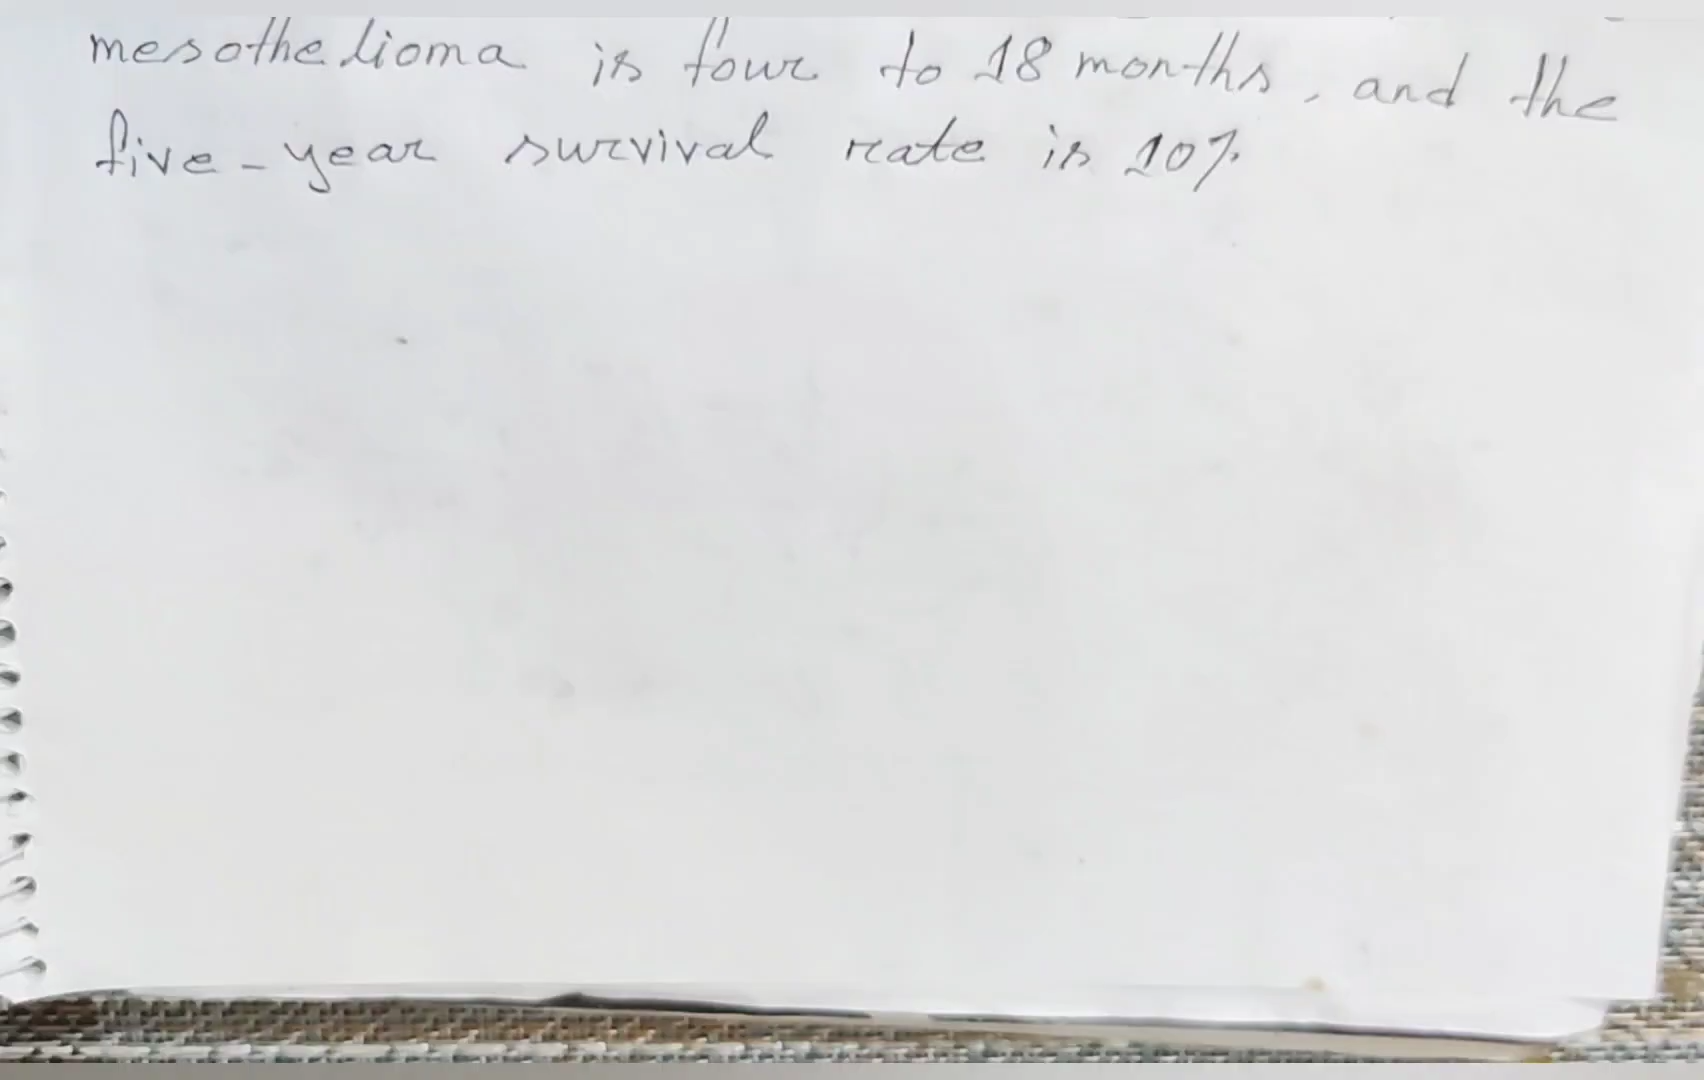 mesothelioma is four to 18 months, and the
five-year survival rate is 10%